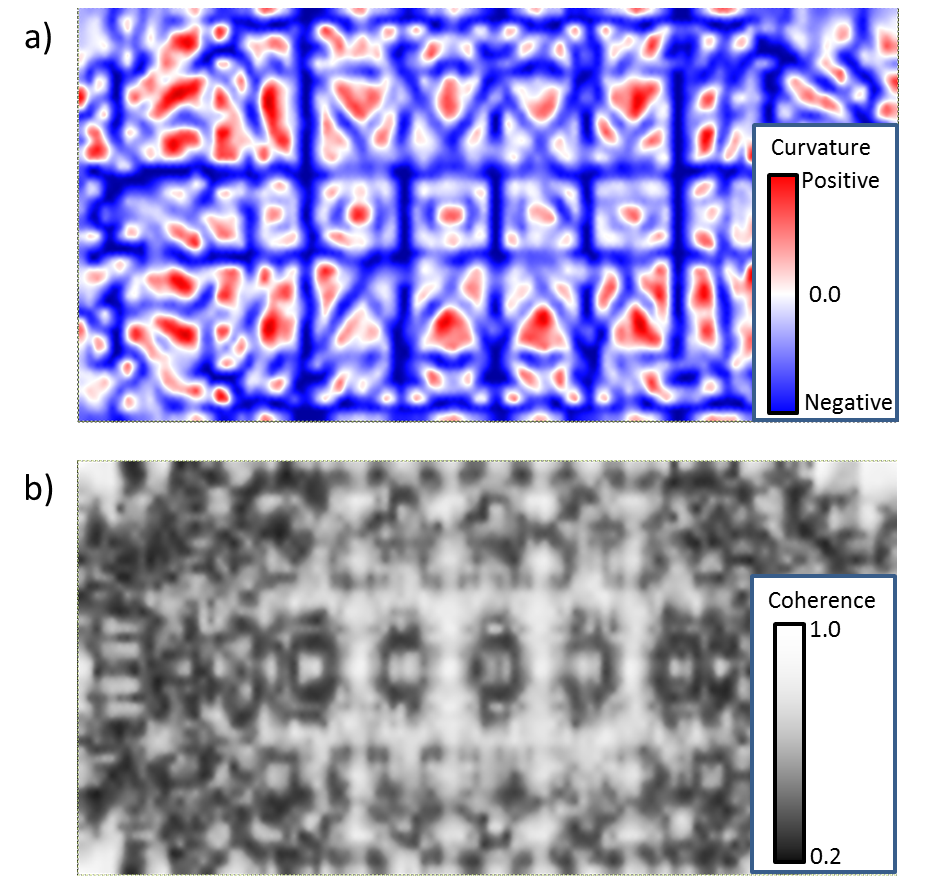 a)
Curvature
Positive
0.0
Negative
b)
Coherence
1.0
0.2